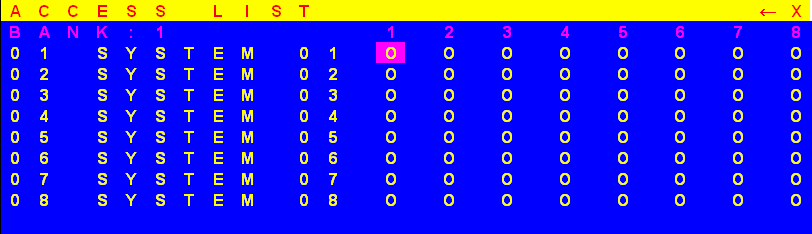 ACCESS LIST ← X
BANK:1 1 2 3 4 5 6 7 8
01 SYSTEM 01 O O O O O O O O
02 SYSTEM 02 O O O O O O O O
03 SYSTEM 03 O O O O O O O O
04 SYSTEM 04 O O O O O O O O
05 SYSTEM 05 O O O O O O O O
06 SYSTEM 06 O O O O O O O O
07 SYSTEM 07 O O O O O O O O
08 SYSTEM 08 O O O O O O O O